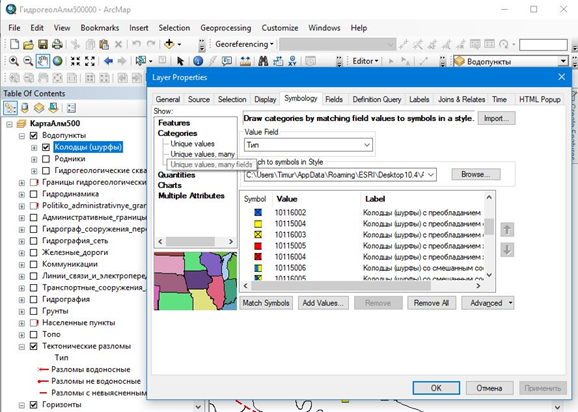 ГидрогеолАлм500000 - ArcMap
File Edit View Bookmarks Insert Selection Geoprocessing Customize Windows Help
Georeferencing
Editor
Водопункты
Table Of Contents
КартаАлм500
Водопункты
Колодцы (шурфы)
Родники
Гидрогеологические сква
Границы гидрогеологичес
Гидродинамика
Politiko_administrativnye_gran
Административные_границы
Гидрограф_сооружения_пере
Гидрография_сеть
Железные_дороги
Коммуникации
Линии_связи_и_электроперед
Транспортные_сооружения_
Гидрография
Грунты
Населенные пункты
Топо
Тектонические разломы
Тип
Разломы водоносные
Разломы не водоносные
Разломы с невыясненным
Горизонты
Layer Properties
General Source Selection Display Symbology Fields Definition Query Labels Joins & Relates Time HTML Popup
Show:
Features
Categories
Unique values
Unique values, many
Unique values, many fields
Quantities
Charts
Multiple Attributes
Draw categories by matching field values to symbols in a style.
Import...
Value Field
Тип
ch to symbols in Style
C:\Users\Timur\AppData\Roaming\ESRI\Desktop10.4\A
Browse...
Symbol Value Label
10116002 Колодцы (шурфы) с преобладанием
10115004 Колодцы (шурфы) с преобладанием
10116003 Колодцы (шурфы) с преобладанием
10115005 Колодцы (шурфы) с преобладанием
10116004 Колодцы (шурфы) с преобладанием
10115006 Колодцы (шурфы) со смешанным сос
10116005 Колодцы (шурфы) со смешанным сос
Match Symbols Add Values... Remove Remove All Advanced
OK Отмена Применить